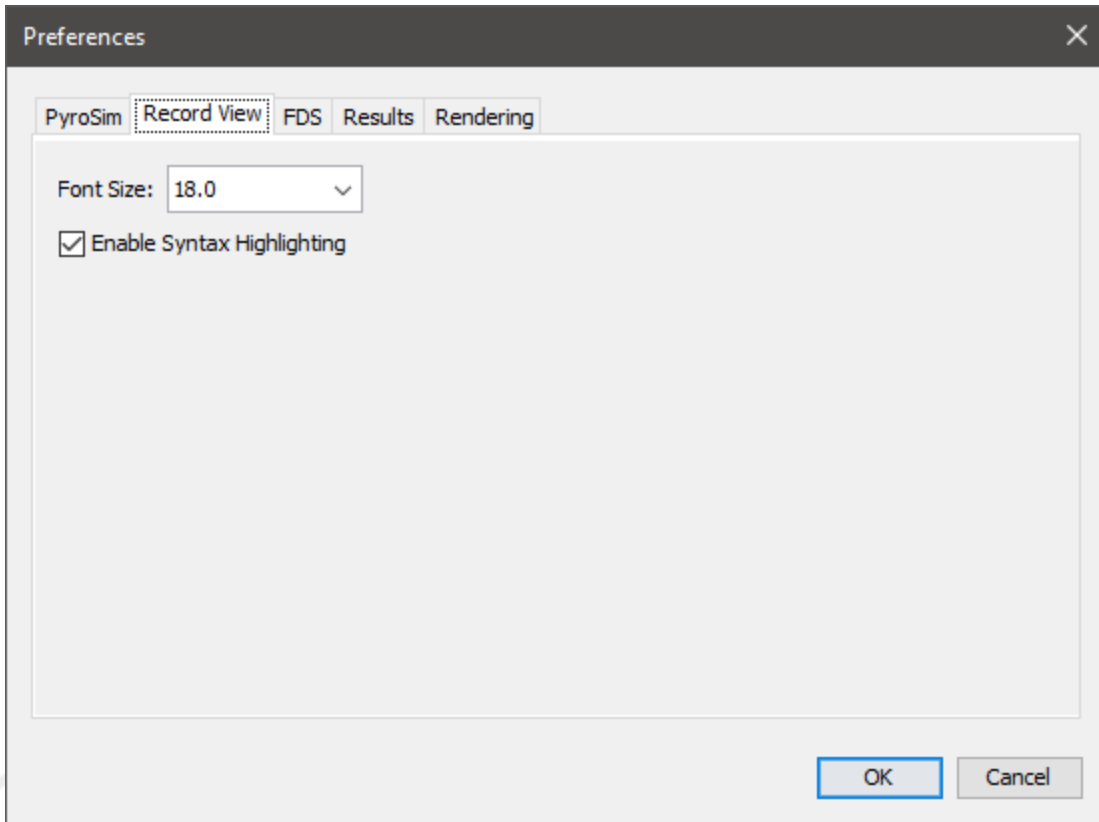 Preferences
PyroSim Record View FDS Results Rendering
Font Size: 18.0
Enable Syntax Highlighting
OK Cancel